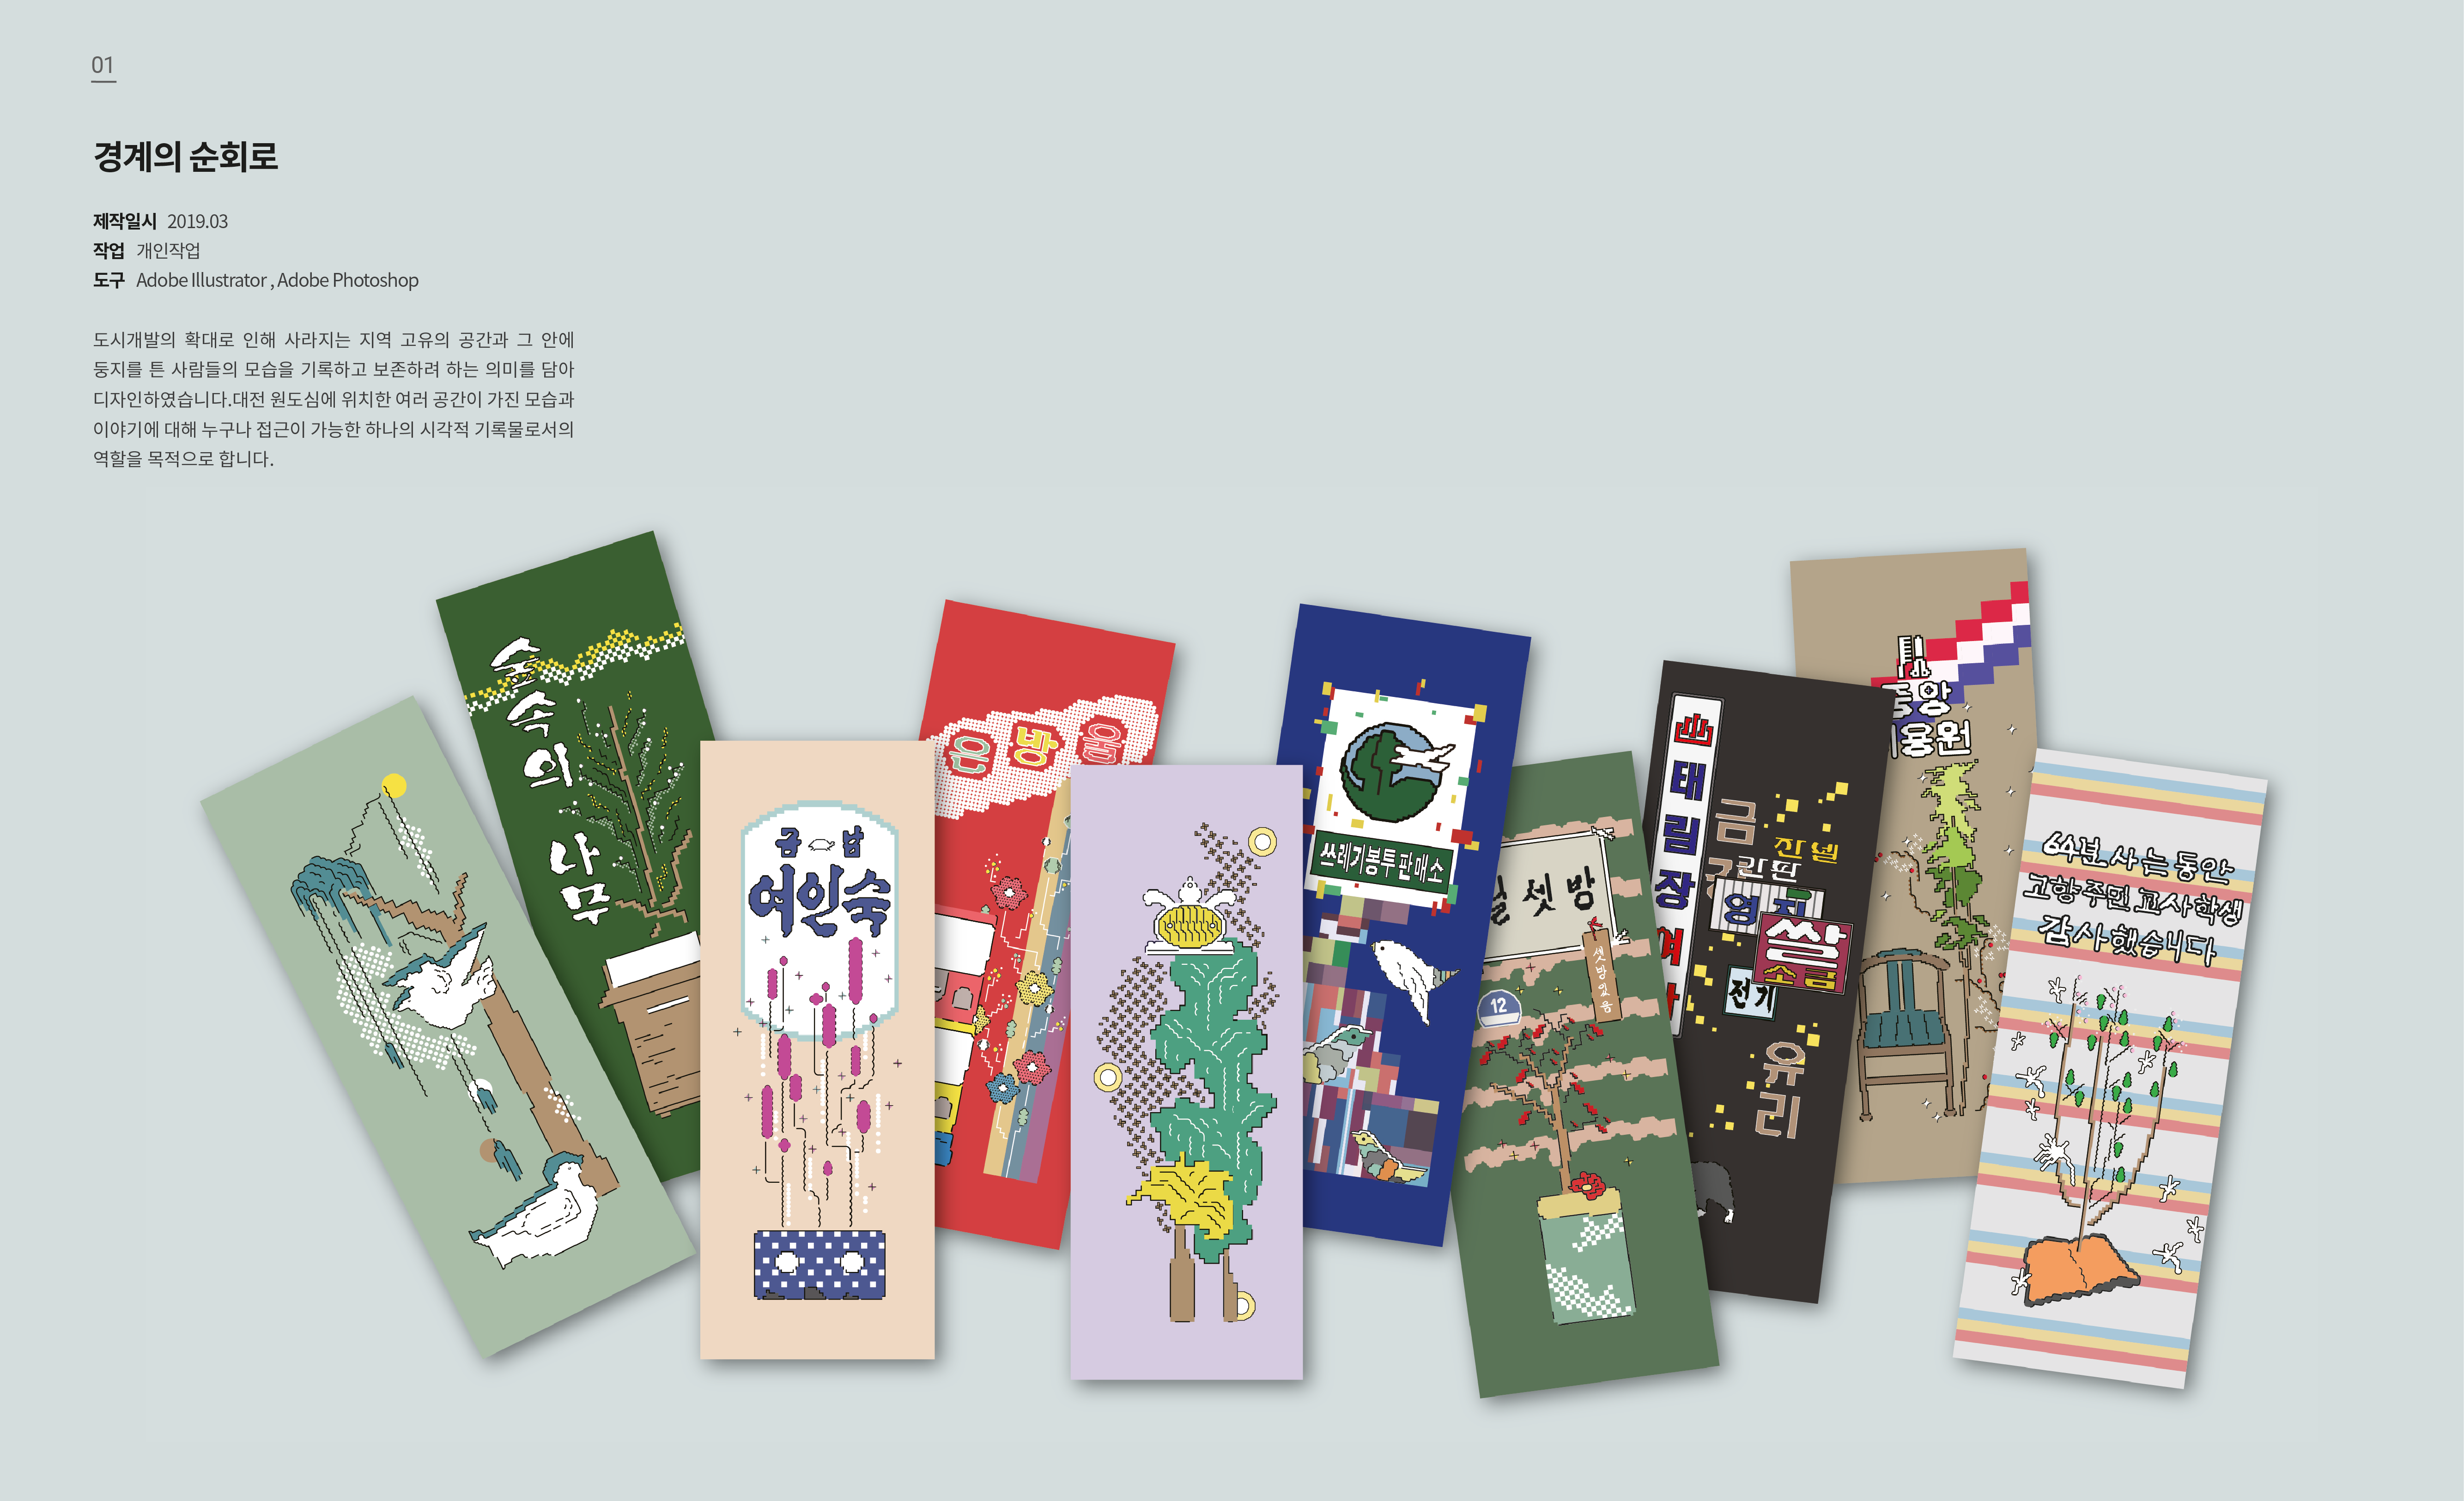 01
경계의 순회로
제작일시 2019.03
작업 개인작업
도구 Adobe Illustrator , Adobe Photoshop
도시개발의 확대로 인해 사라지는 지역 고유의 공간과 그 안에
둥지를 튼 사람들의 모습을 기록하고 보존하려 하는 의미를 담아
디자인하였습니다.대전 원도심에 위치한 여러 공간이 가진 모습과
이야기에 대해 누구나 접근이 가능한 하나의 시각적 기록물로서의
역할을 목적으로 합니다.
숲속의 나무
금남
여인숙
은방울
쓰레기봉투판매소
셋방
셋방있음
12
태림장여
금
유리
전기
쌀
소금
이용원
64년 사는동안
고향주민 교사학생
감사했습니다